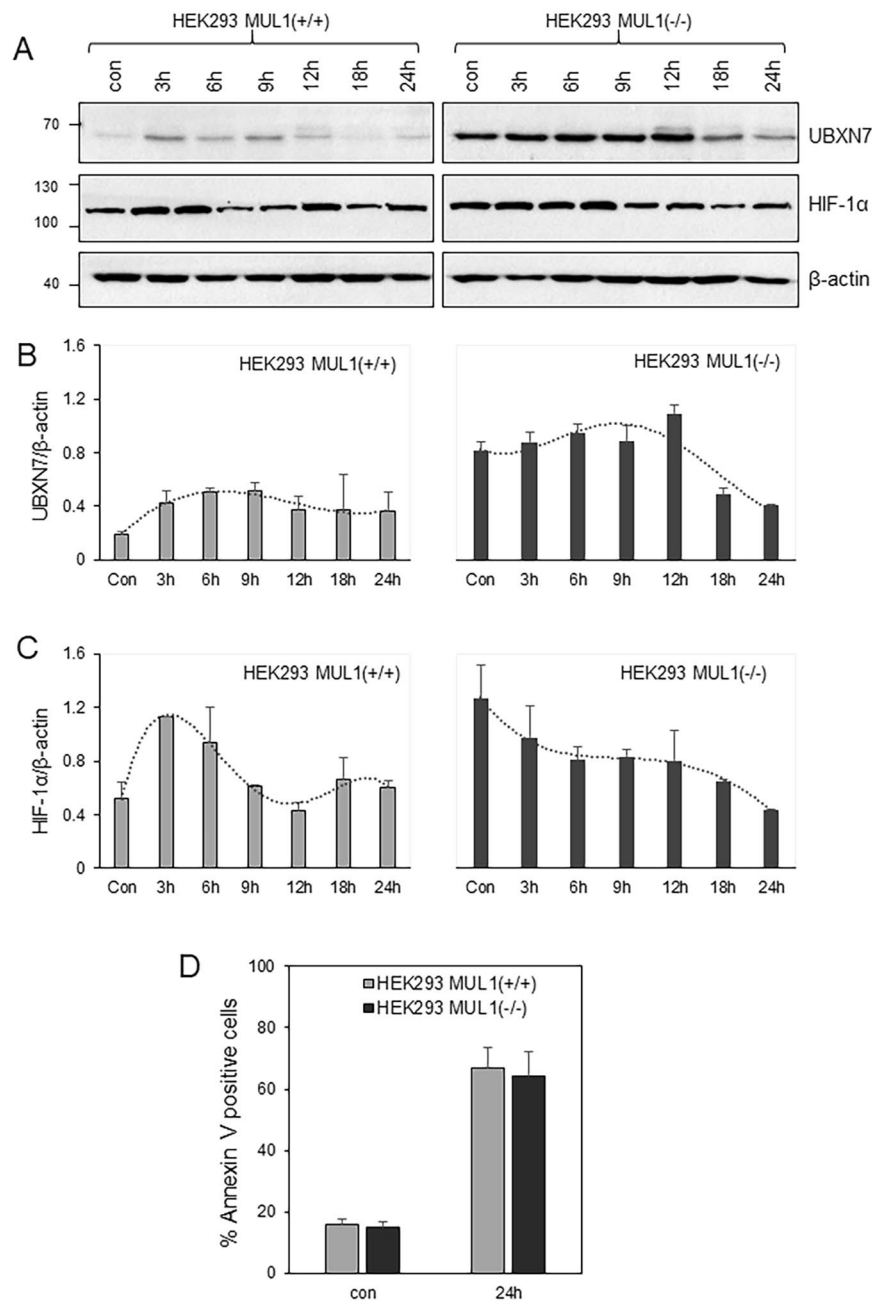 HEK293 MUL1(+/+) HEK293 MUL1(-/-)
A
con 3h 6h 9h 12h 18h 24h con 3h 6h 9h 12h 18h 24h
70 UBXN7
130
100 HIF-1α
40 β-actin
B
1.6
1.2
0.8
0.4
0
UBXN7/β-actin
HEK293 MUL1(+/+)
HEK293 MUL1(-/-)
Con 3h 6h 9h 12h 18h 24h Con 3h 6h 9h 12h 18h 24h
C
1.6
1.2
0.8
0.4
0
HIF-1α/β-actin
HEK293 MUL1(+/+)
HEK293 MUL1(-/-)
Con 3h 6h 9h 12h 18h 24h Con 3h 6h 9h 12h 18h 24h
D
100
80
60
40
20
0
% Annexin V positive cells
HEK293 MUL1(+/+)
HEK293 MUL1(-/-)
con 24h